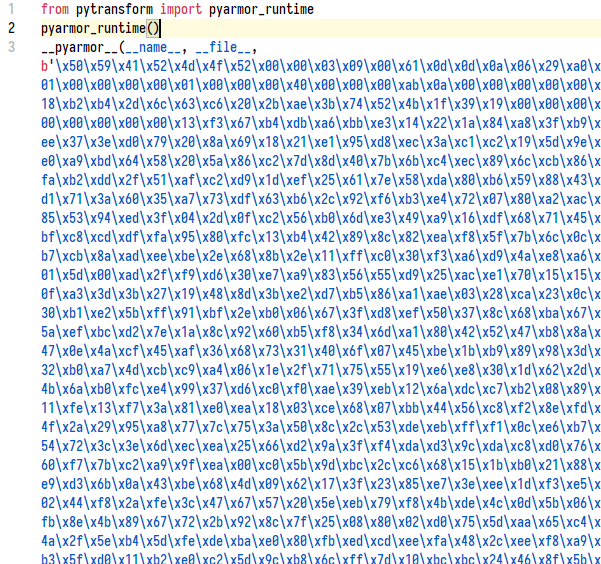 1 from pytransform import pyarmor_runtime
2 pyarmor_runtime()
3 __pyarmor__(__name__, __file__,
b'\x50\x59\x41\x52\x4d\x4f\x52\x00\x00\x03\x09\x00\x61\x0d\x0d\x0a\x06\x29\xa0\x
01\x00\x00\x00\x00\x01\x00\x00\x00\x40\x00\x00\x00\xab\x0a\x00\x00\x00\x00\x00\x
18\xb2\xb4\x2d\x6c\x63\xc6\x20\x2b\xae\x3b\x74\x52\x4b\x1f\x39\x19\x00\x00\x00\x
00\x00\x00\x00\x00\x13\xf3\x67\xb4\xdb\xa6\xbb\xe3\x14\x22\x1a\x84\xa8\x3f\xb9\x
ee\x37\x3e\xd0\x79\x20\x8a\x69\x18\x21\xe1\x95\xd8\xec\x3a\xc1\xc2\x19\x5d\x9e\x
e0\xa9\xbd\x64\x58\x20\x5a\x86\xc2\x7d\x8d\x40\x7b\x6b\xc4\xec\x89\x6c\xcb\x86\x
fa\xb2\xdd\x2f\x51\xaf\xc2\xd9\x1d\xef\x25\x61\x7e\x58\xda\x80\xb6\x59\x88\x43\x
d1\x71\x3a\x60\x35\xa7\x73\xdf\x63\xb6\x2c\x92\xf6\xb3\xe4\x72\x07\x80\xa2\xac\x
85\x53\x94\xed\x3f\x04\x2d\x0f\xc2\x56\xb0\x6d\xe3\x49\xa9\x16\xdf\x68\x71\x45\x
bf\xc8\xcd\xdf\xfa\x95\x80\xfc\x13\xb4\x42\x89\x8c\x82\xea\xf8\x5f\x7b\x6c\x0c\x
b7\xcb\x8a\xad\xee\xbe\x2e\x68\x8b\x2e\x11\xff\xc0\x30\xf3\xa6\xd9\x4a\xe8\xa6\x
01\x5d\x00\xad\x2f\xf9\xd6\x30\xe7\xa9\x83\x56\x55\xd9\x25\xac\xe1\x70\x15\x15\x
0f\xa3\x3d\x3b\x27\x19\x48\x8d\x3b\xe2\xd7\xb5\x86\xa1\xae\x03\x28\xca\x23\x0c\x
30\xb1\xe2\x5b\xff\x91\xbf\x2e\xb0\x06\x67\x3f\xd8\xef\x50\x37\x8c\x68\xba\x67\x
5a\xef\xbc\xd2\x7e\x1a\x8c\x92\x60\xb5\xf8\x34\x6d\xa1\x80\x42\x52\x47\xb8\x8a\x
47\x0e\x4a\xcf\x45\xaf\x36\x68\x73\x31\x40\x6f\x07\x45\xbe\x1b\xb9\x89\x98\x3d\x
32\xb0\xa7\x4d\xcb\xc9\xa4\x06\x1e\x2f\x71\x75\x55\x19\xe6\xe8\x30\x1d\x62\x2d\x
4b\x6a\xb0\xfc\xe4\x99\x37\xd6\xc0\xf0\xae\x39\xeb\x12\x6a\xdc\xc7\xb2\x08\x89\x
11\xfe\x13\xf7\x3a\x81\xe0\xea\x18\x03\xce\x68\x07\xbb\x44\x56\xc8\xf2\x8e\xfd\x
4f\x2a\x29\x95\xa8\x77\x7c\x75\x3a\x50\x8c\x2c\x53\xde\xeb\xff\xf1\x0c\xe6\xb7\x
54\x72\x3c\x3e\x6d\xec\xea\x25\x66\xd2\x9a\x3f\xf4\xda\xd3\x9c\xda\xc8\xd0\x76\x
60\xf7\x7b\xc2\xa9\x9f\xea\x00\xc0\x5b\x9d\xbc\x2c\xc6\x68\x15\x1b\xb0\x21\x88\x
e9\xd3\x6b\x0a\x43\xbe\x68\x4d\x09\x62\x17\x3f\x23\x85\xe7\x3e\xee\x1d\xf3\xe5\x
02\x44\xf8\x2a\xfe\x3c\x47\x67\x57\x20\x5e\xeb\x79\xff\x4b\xde\x4c\x0d\x5b\x06\x
fb\x8e\x4b\x89\x67\x72\x2b\x92\x8c\x7f\x25\x08\x80\x02\xd0\x75\x5d\xaa\x65\xc4\x
4a\x2f\x5e\xb4\x5d\xfe\xde\xba\xe0\x80\xfb\xed\xcd\xee\xfa\x48\x2c\xee\xf8\xa9\x
b3\x5f\xd0\x11\xb2\xe0\xc2\x5d\x9c\xb8\x6c\xff\x7d\x10\xbc\xbc\x24\x46\x8f\x5b\x